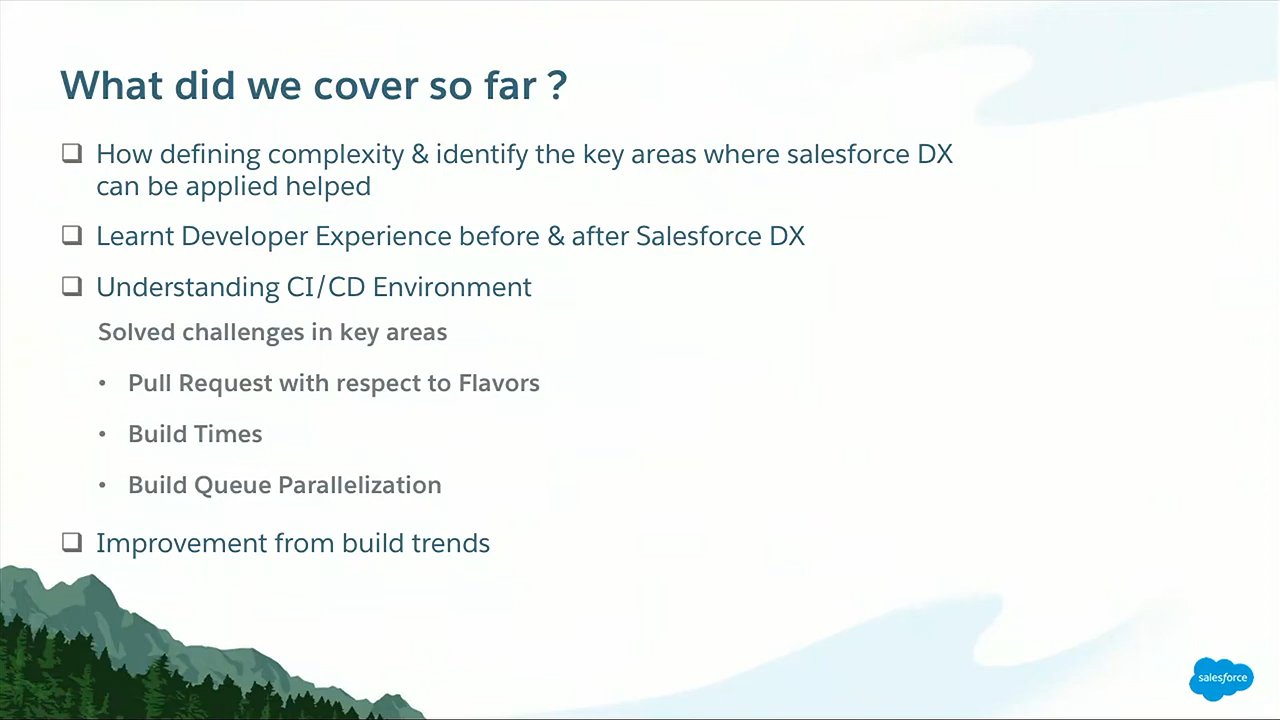 What did we cover so far ?
How defining complexity & identify the key areas where salesforce DX
can be applied helped
Learnt Developer Experience before & after Salesforce DX
Understanding CI/CD Environment
Solved challenges in key areas
• Pull Request with respect to Flavors
• Build Times
• Build Queue Parallelization
Improvement from build trends
salesforce